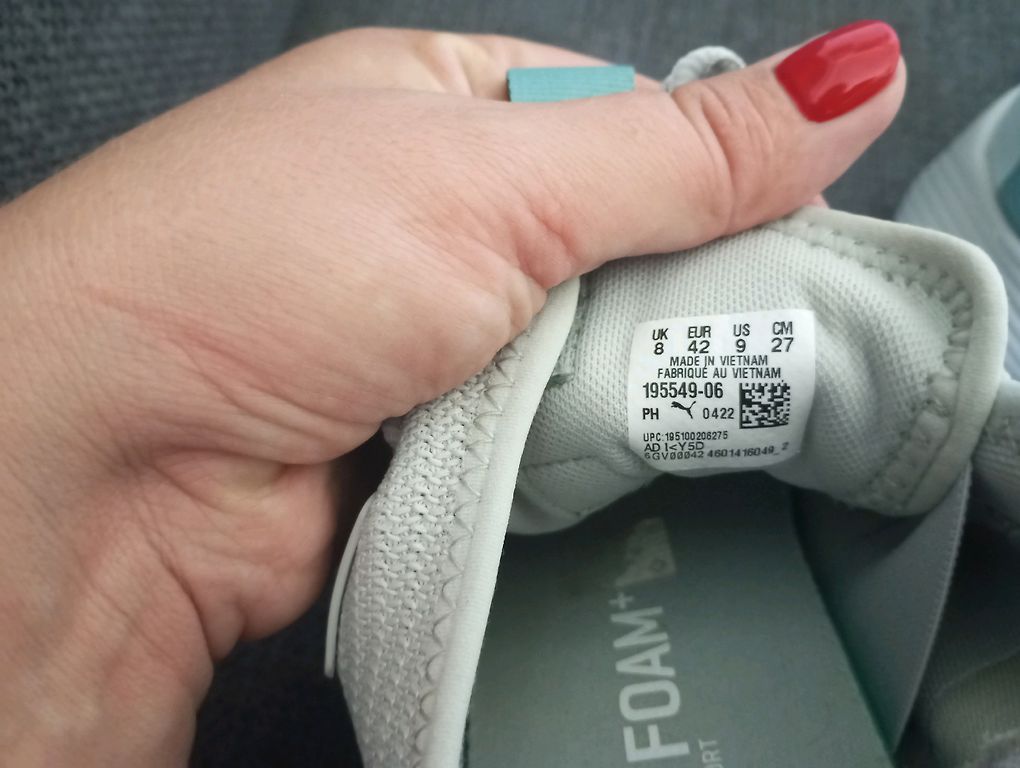 UK EUR US CM
8 42 9 27
MADE IN VIETNAM
FABRIQUÉ AU VIETNAM
195549-06
PH 0422
UPC:195100206275
AD I<Y5D
6GV00042 4601416049_2
FOAM+